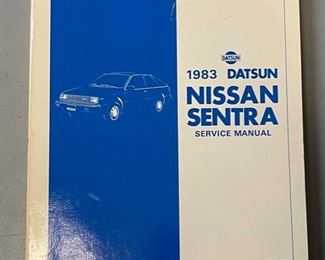 DATSUN
1983 DATSUN
NISSAN
SENTRA
SERVICE MANUAL